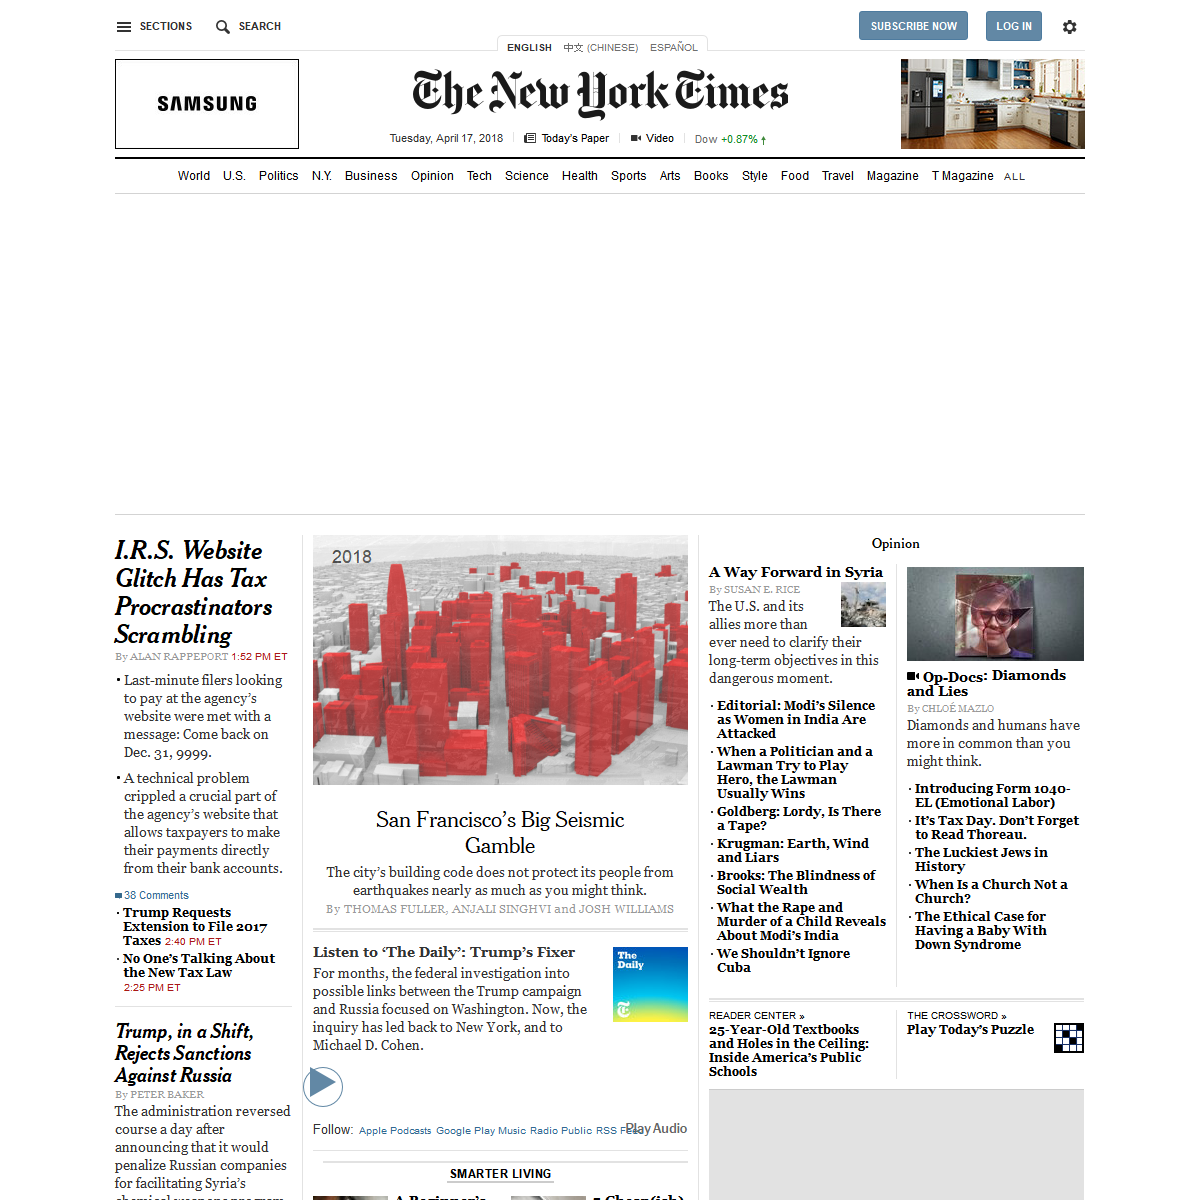 SECTIONS SEARCH SUBSCRIBE NOW LOG IN
ENGLISH 中文 (CHINESE) ESPAÑOL
SAMSUNG
The New York Times
Tuesday, April 17, 2018 Today's Paper Video Dow +0.87% ↑
World U.S. Politics N.Y. Business Opinion Tech Science Health Sports Arts Books Style Food Travel Magazine T Magazine ALL
I.R.S. Website
Glitch Has Tax
Procrastinators
Scrambling
By ALAN RAPPEPORT 1:52 PM ET
• Last-minute filers looking
to pay at the agency's
website were met with a
message: Come back on
Dec. 31, 9999.
• A technical problem
crippled a crucial part of
the agency's website that
allows taxpayers to make
their payments directly
from their bank accounts.
38 Comments
· Trump Requests
Extension to File 2017
Taxes 2:40 PM ET
· No One's Talking About
the New Tax Law
2:25 PM ET
Trump, in a Shift,
Rejects Sanctions
Against Russia
By PETER BAKER
The administration reversed
course a day after
announcing that it would
penalize Russian companies
for facilitating Syria's
2018
San Francisco's Big Seismic
Gamble
The city's building code does not protect its people from
earthquakes nearly as much as you might think.
By THOMAS FULLER, ANJALI SINGHVI and JOSH WILLIAMS
Listen to 'The Daily': Trump's Fixer
For months, the federal investigation into
possible links between the Trump campaign
and Russia focused on Washington. Now, the
inquiry has led back to New York, and to
Michael D. Cohen.
The
Daily
T
Follow: Apple Podcasts Google Play Music Radio Public RSS Feed Play Audio
SMARTER LIVING
A Beginner's 5 Cheap(ish)
Opinion
A Way Forward in Syria
By SUSAN E. RICE
The U.S. and its
allies more than
ever need to clarify their
long-term objectives in this
dangerous moment.
· Editorial: Modi's Silence
as Women in India Are
Attacked
· When a Politician and a
Lawman Try to Play
Hero, the Lawman
Usually Wins
· Goldberg: Lordy, Is There
a Tape?
· Krugman: Earth, Wind
and Liars
· Brooks: The Blindness of
Social Wealth
· What the Rape and
Murder of a Child Reveals
About Modi's India
· We Shouldn't Ignore
Cuba
Op-Docs: Diamonds
and Lies
By CHLOÉ MAZLO
Diamonds and humans have
more in common than you
might think.
· Introducing Form 1040-
EL (Emotional Labor)
· It's Tax Day. Don't Forget
to Read Thoreau.
· The Luckiest Jews in
History
· When Is a Church Not a
Church?
· The Ethical Case for
Having a Baby With
Down Syndrome
READER CENTER »
25-Year-Old Textbooks
and Holes in the Ceiling:
Inside America's Public
Schools
THE CROSSWORD »
Play Today's Puzzle